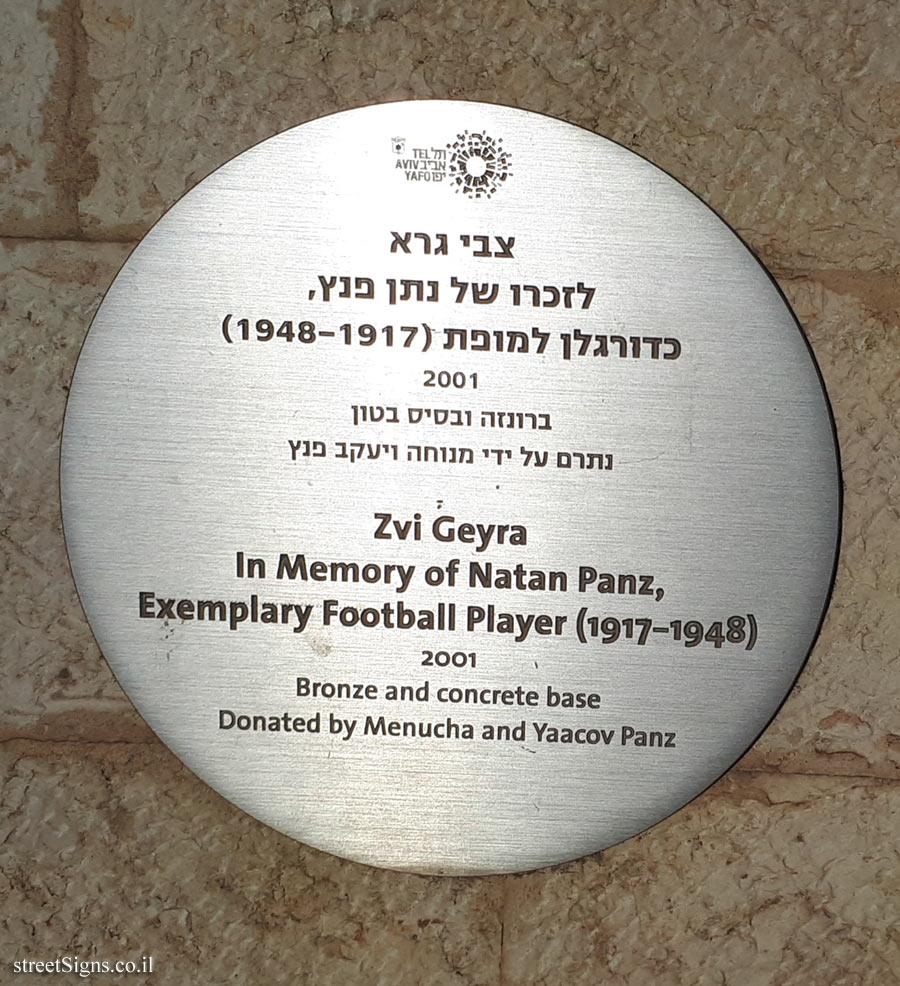 TEL תל
AVIV אביב
YAFO יפו
צבי גרא
לזכרו של נתן פנץ,
כדורגלן למופת (1948-1917)
2001
ברונזה ובסיס בטון
נתרם על ידי מנוחה ויעקב פנץ
Zvi Geyra
In Memory of Natan Panz,
Exemplary Football Player (1917-1948)
2001
Bronze and concrete base
Donated by Menucha and Yaacov Panz
streetSigns.co.il